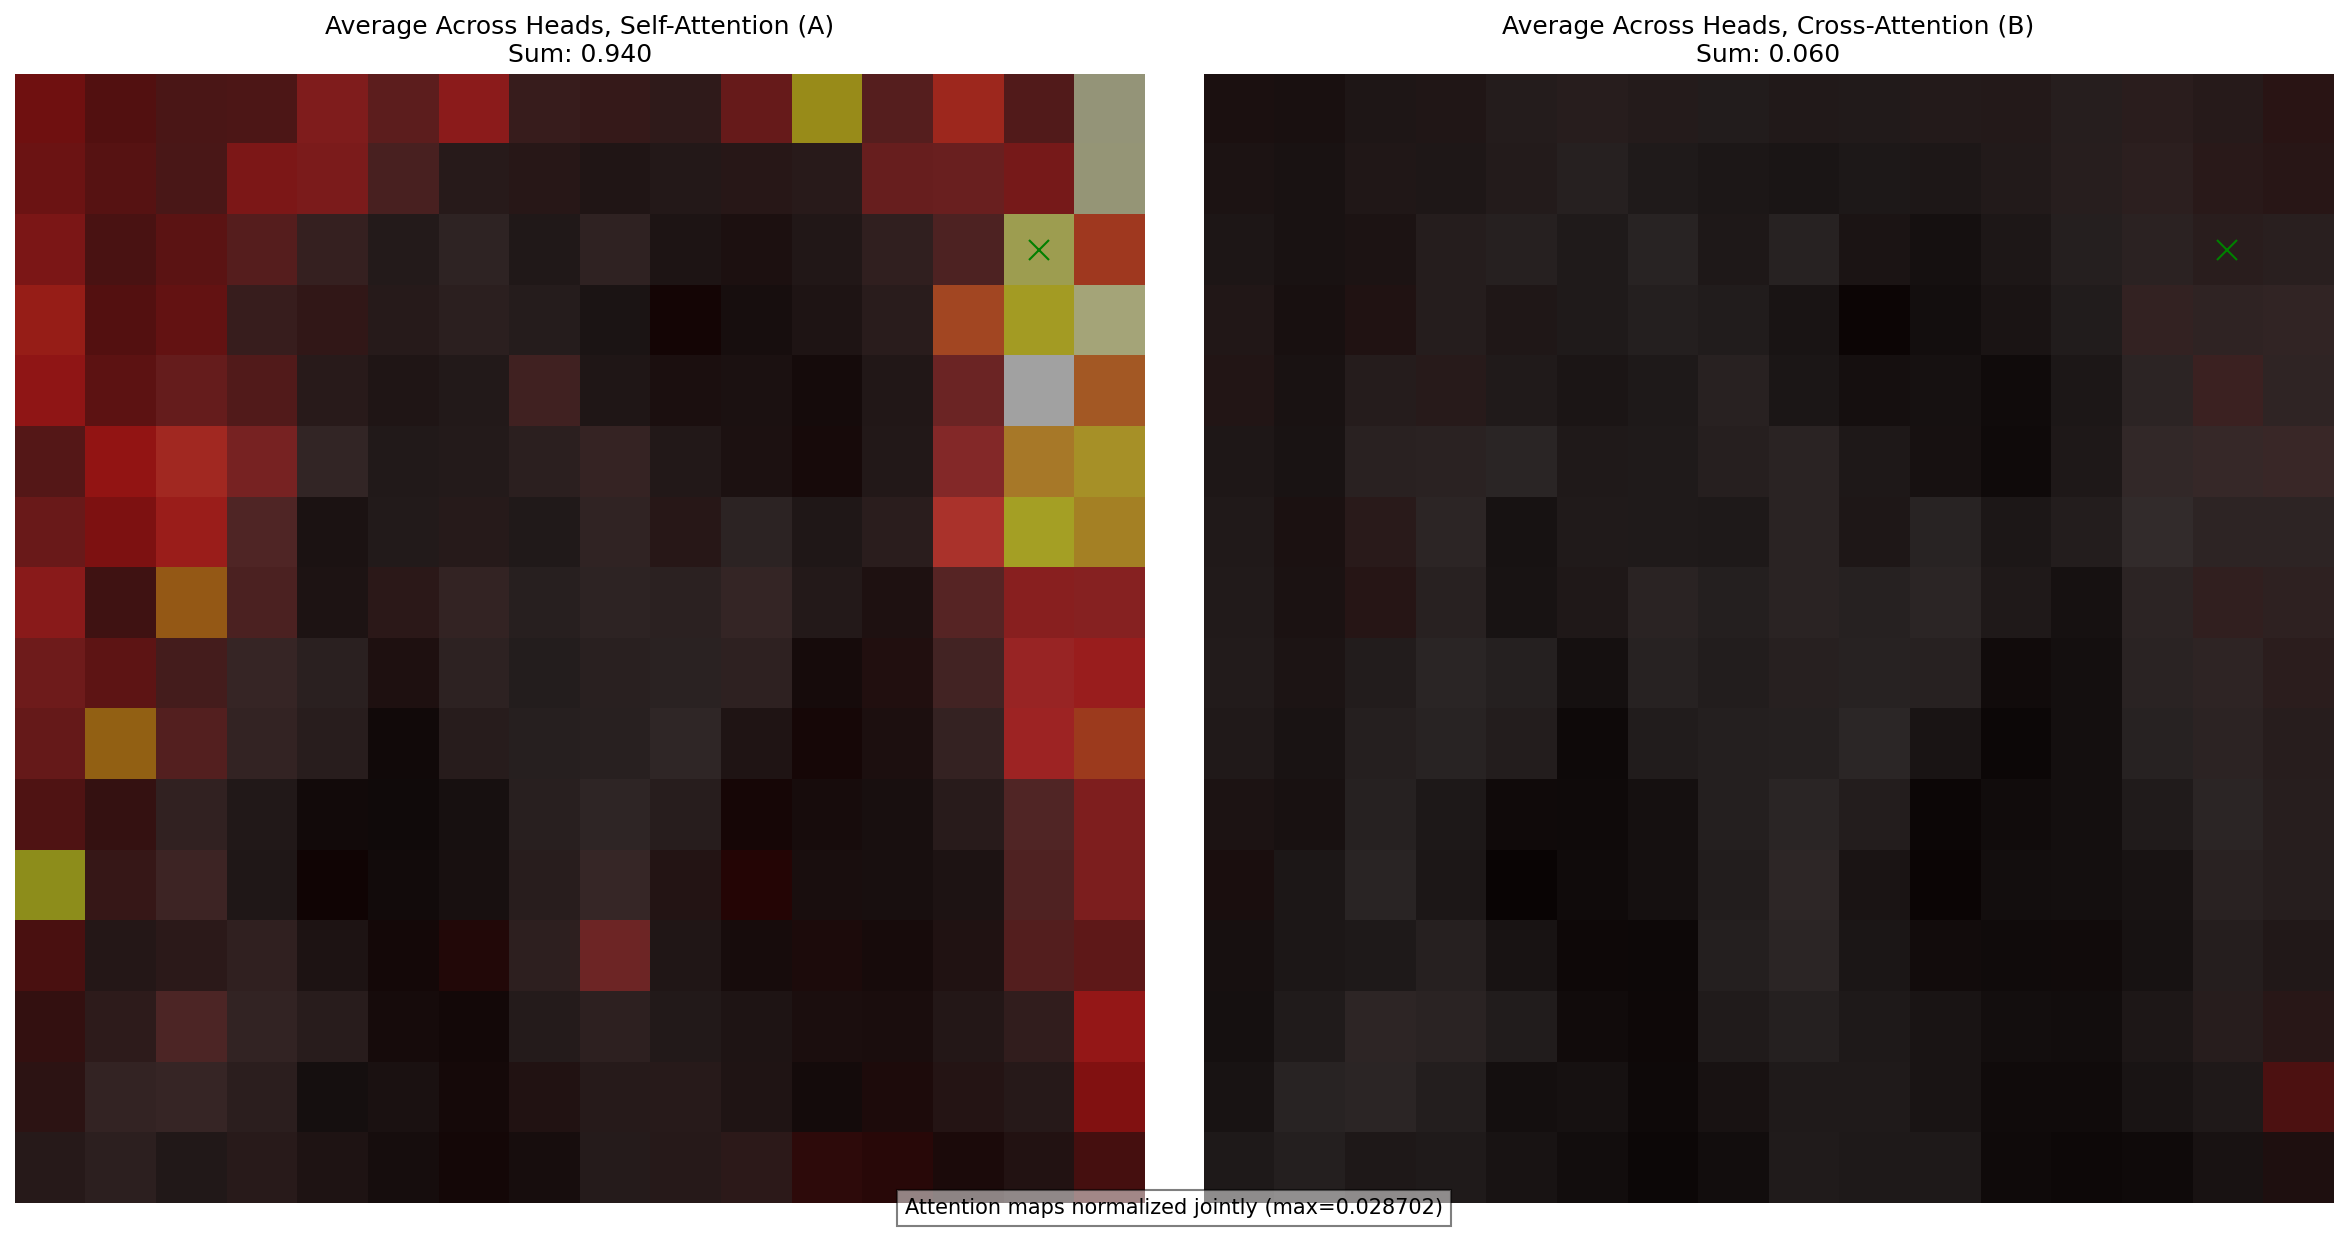 Average Across Heads, Self-Attention (A)
Sum: 0.940
Average Across Heads, Cross-Attention (B)
Sum: 0.060
Attention maps normalized jointly (max=0.028702)